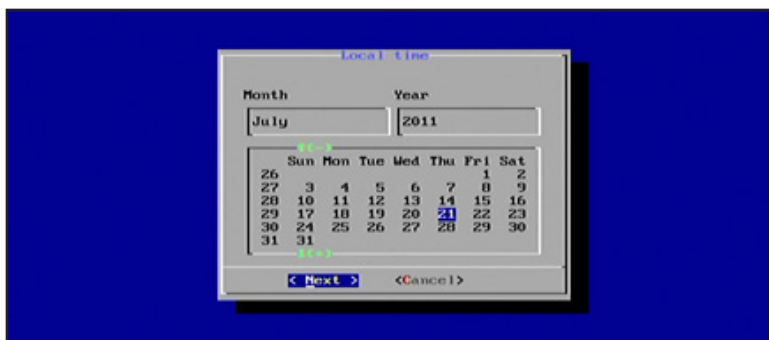 Local time
Month Year
July 2011
Sun Mon Tue Wed Thu Fri Sat
26 1 2
27 3 4 5 6 7 8 9
28 10 11 12 13 14 15 16
29 17 18 19 20 21 22 23
30 24 25 26 27 28 29 30
31 31
< Next > <Cancel>